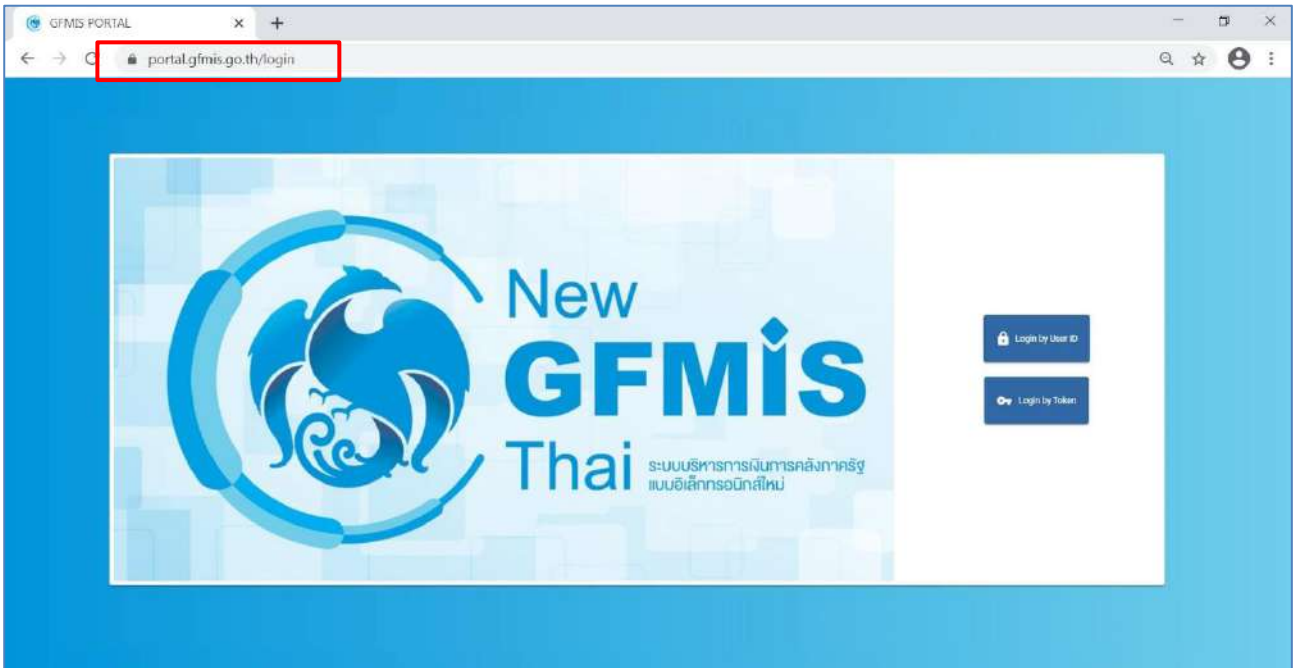 GFMIS PORTAL
portal.gfmis.go.th/login
New
GFMIS
Thai
ระบบบริหารการเงินการคลังภาครัฐ
แบบอิเล็กทรอนิกส์ใหม่
Login by User ID
Login by Token